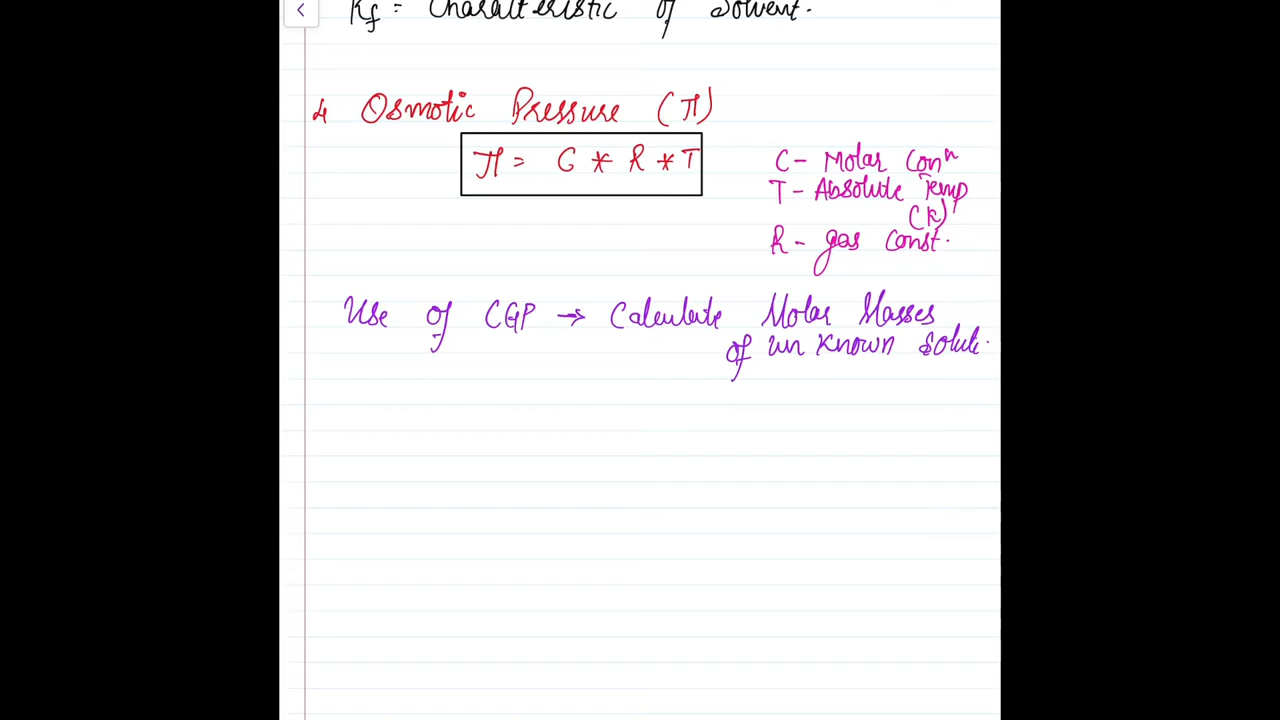 Kf = Characteristic of Solvent.
4 Osmotic Pressure (π)
π = C * R * T
C - Molar Conⁿ
T - Absolute Temp
(K)
R - gas const.
Use of CGP → Calculate Molar Masses
of un known Solute.